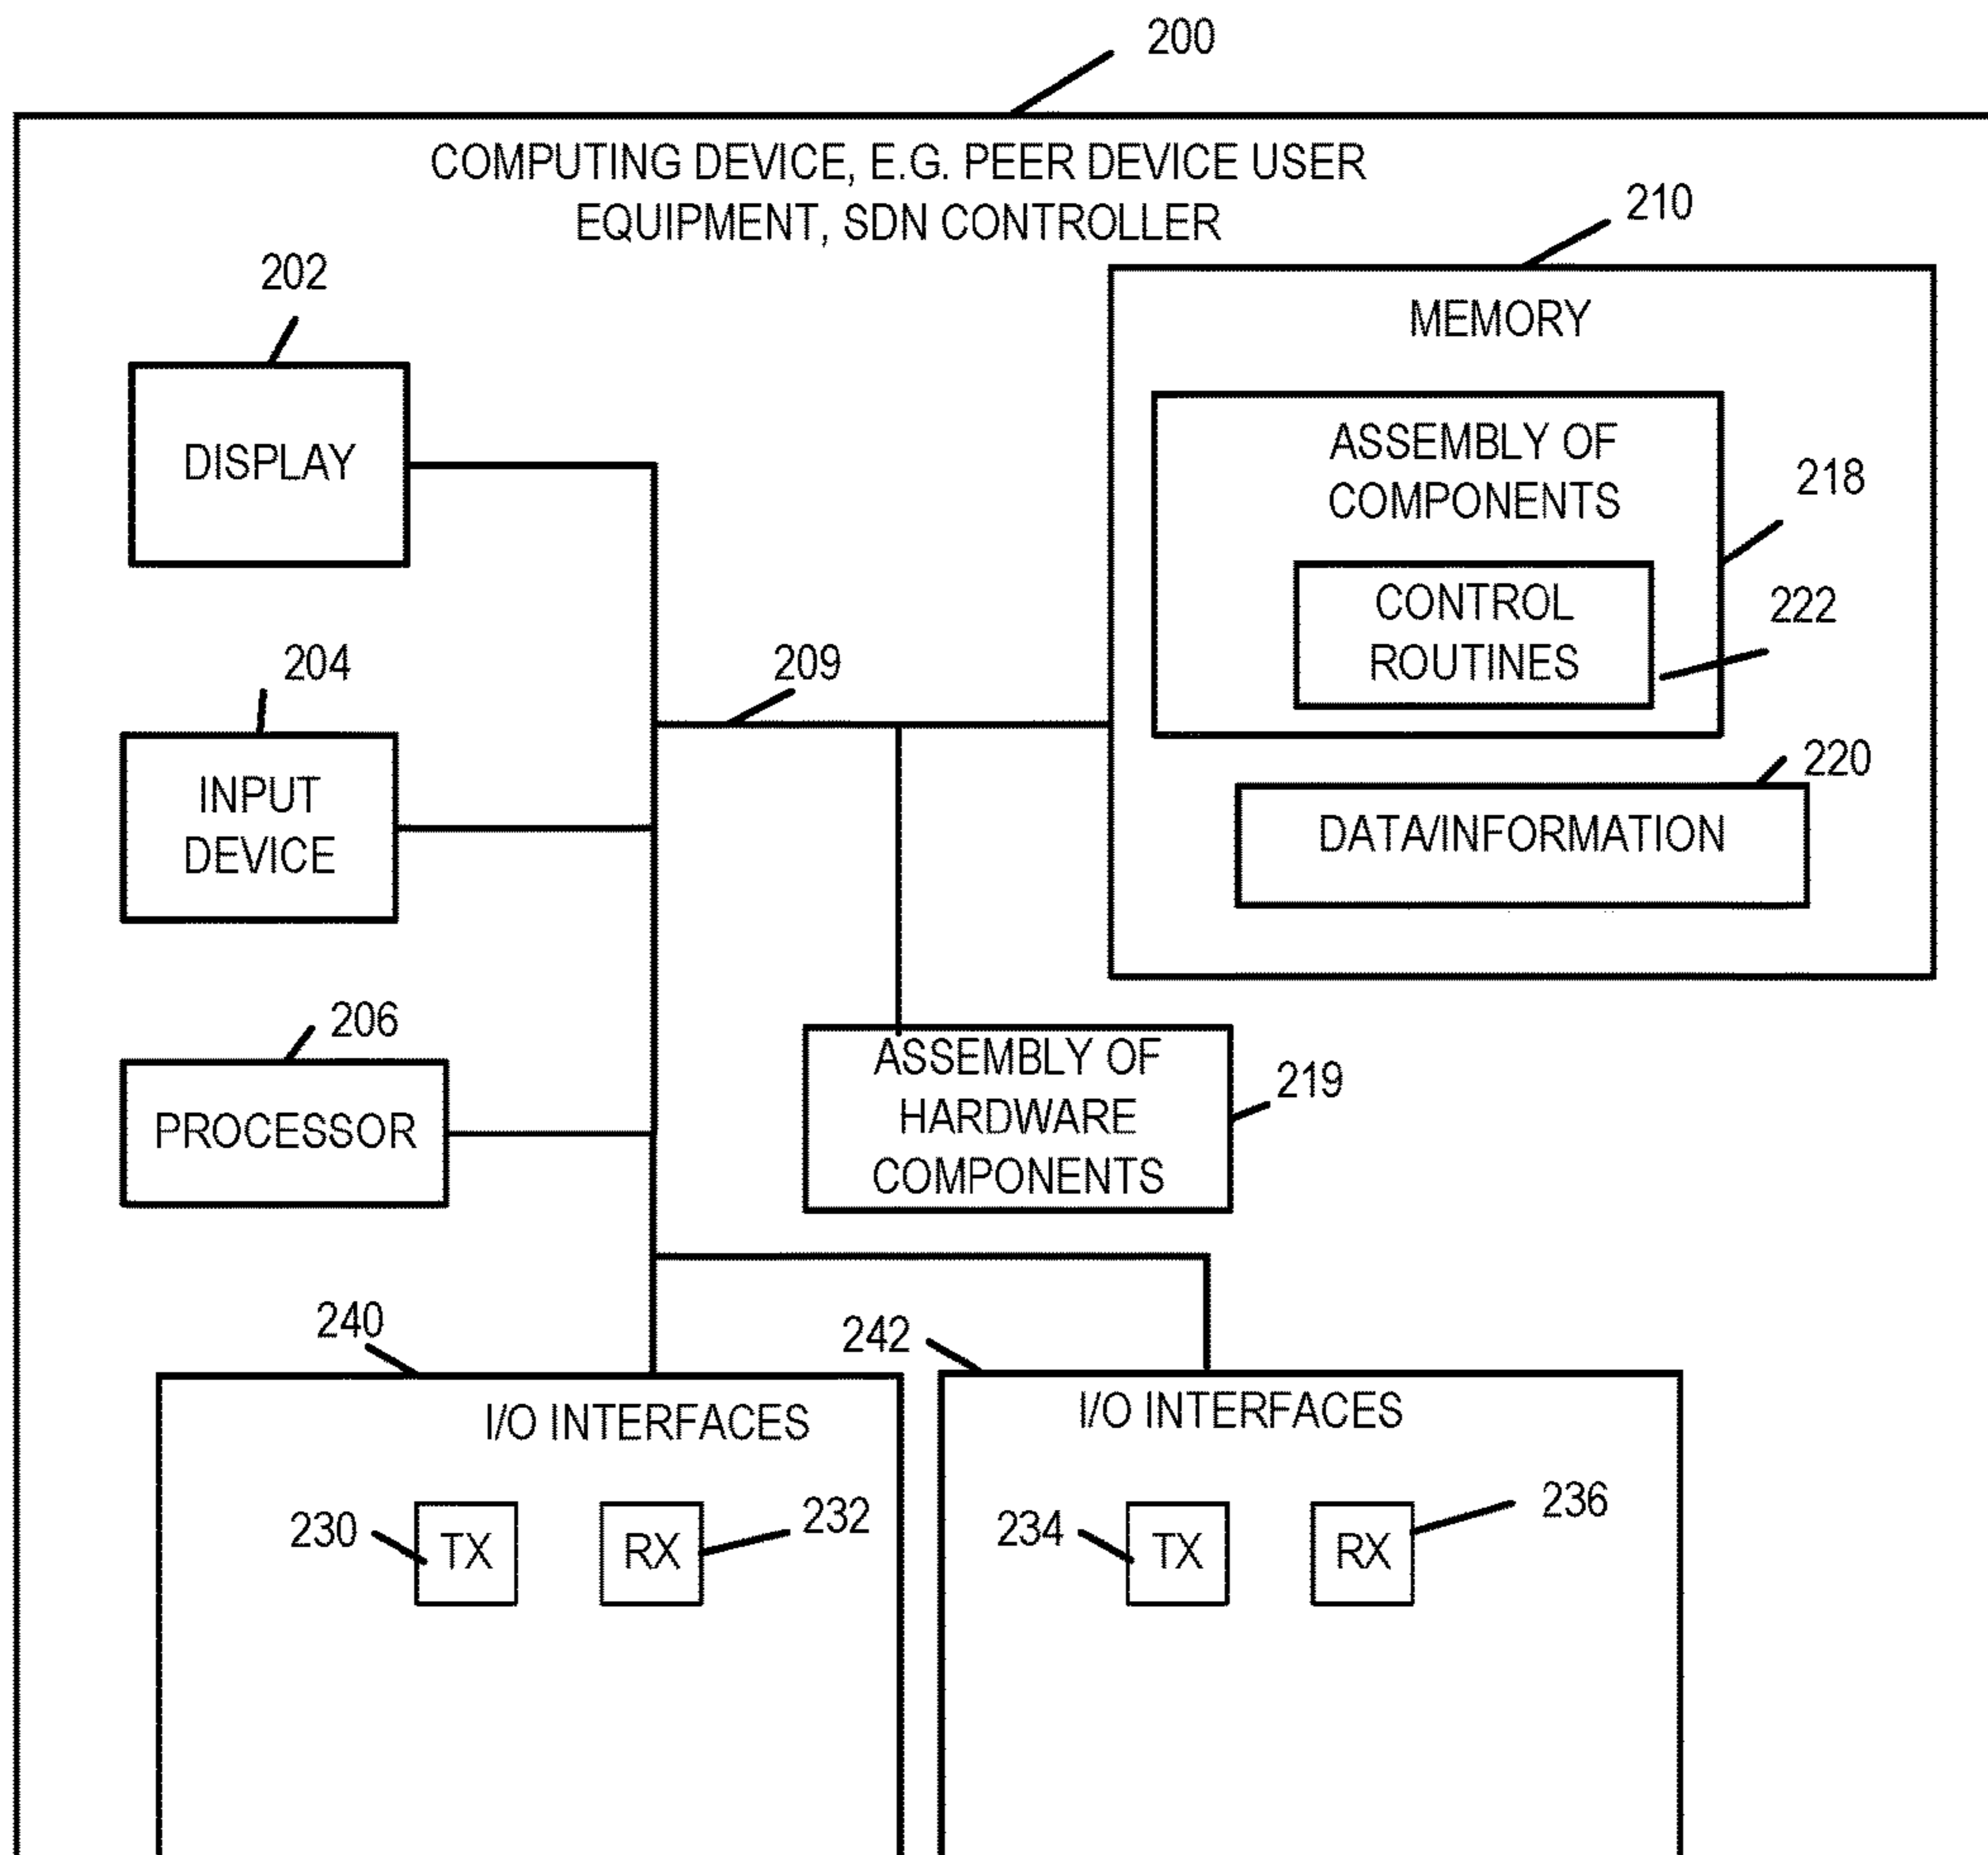 200
COMPUTING DEVICE, E.G. PEER DEVICE USER
EQUIPMENT, SDN CONTROLLER
210
202
MEMORY
DISPLAY
ASSEMBLY OF
COMPONENTS
218
CONTROL
ROUTINES
222
204
209
INPUT
DEVICE
220
DATA/INFORMATION
206
PROCESSOR
ASSEMBLY OF
HARDWARE
COMPONENTS
219
240
242
I/O INTERFACES
I/O INTERFACES
230
TX
RX
232
234
TX
RX
236